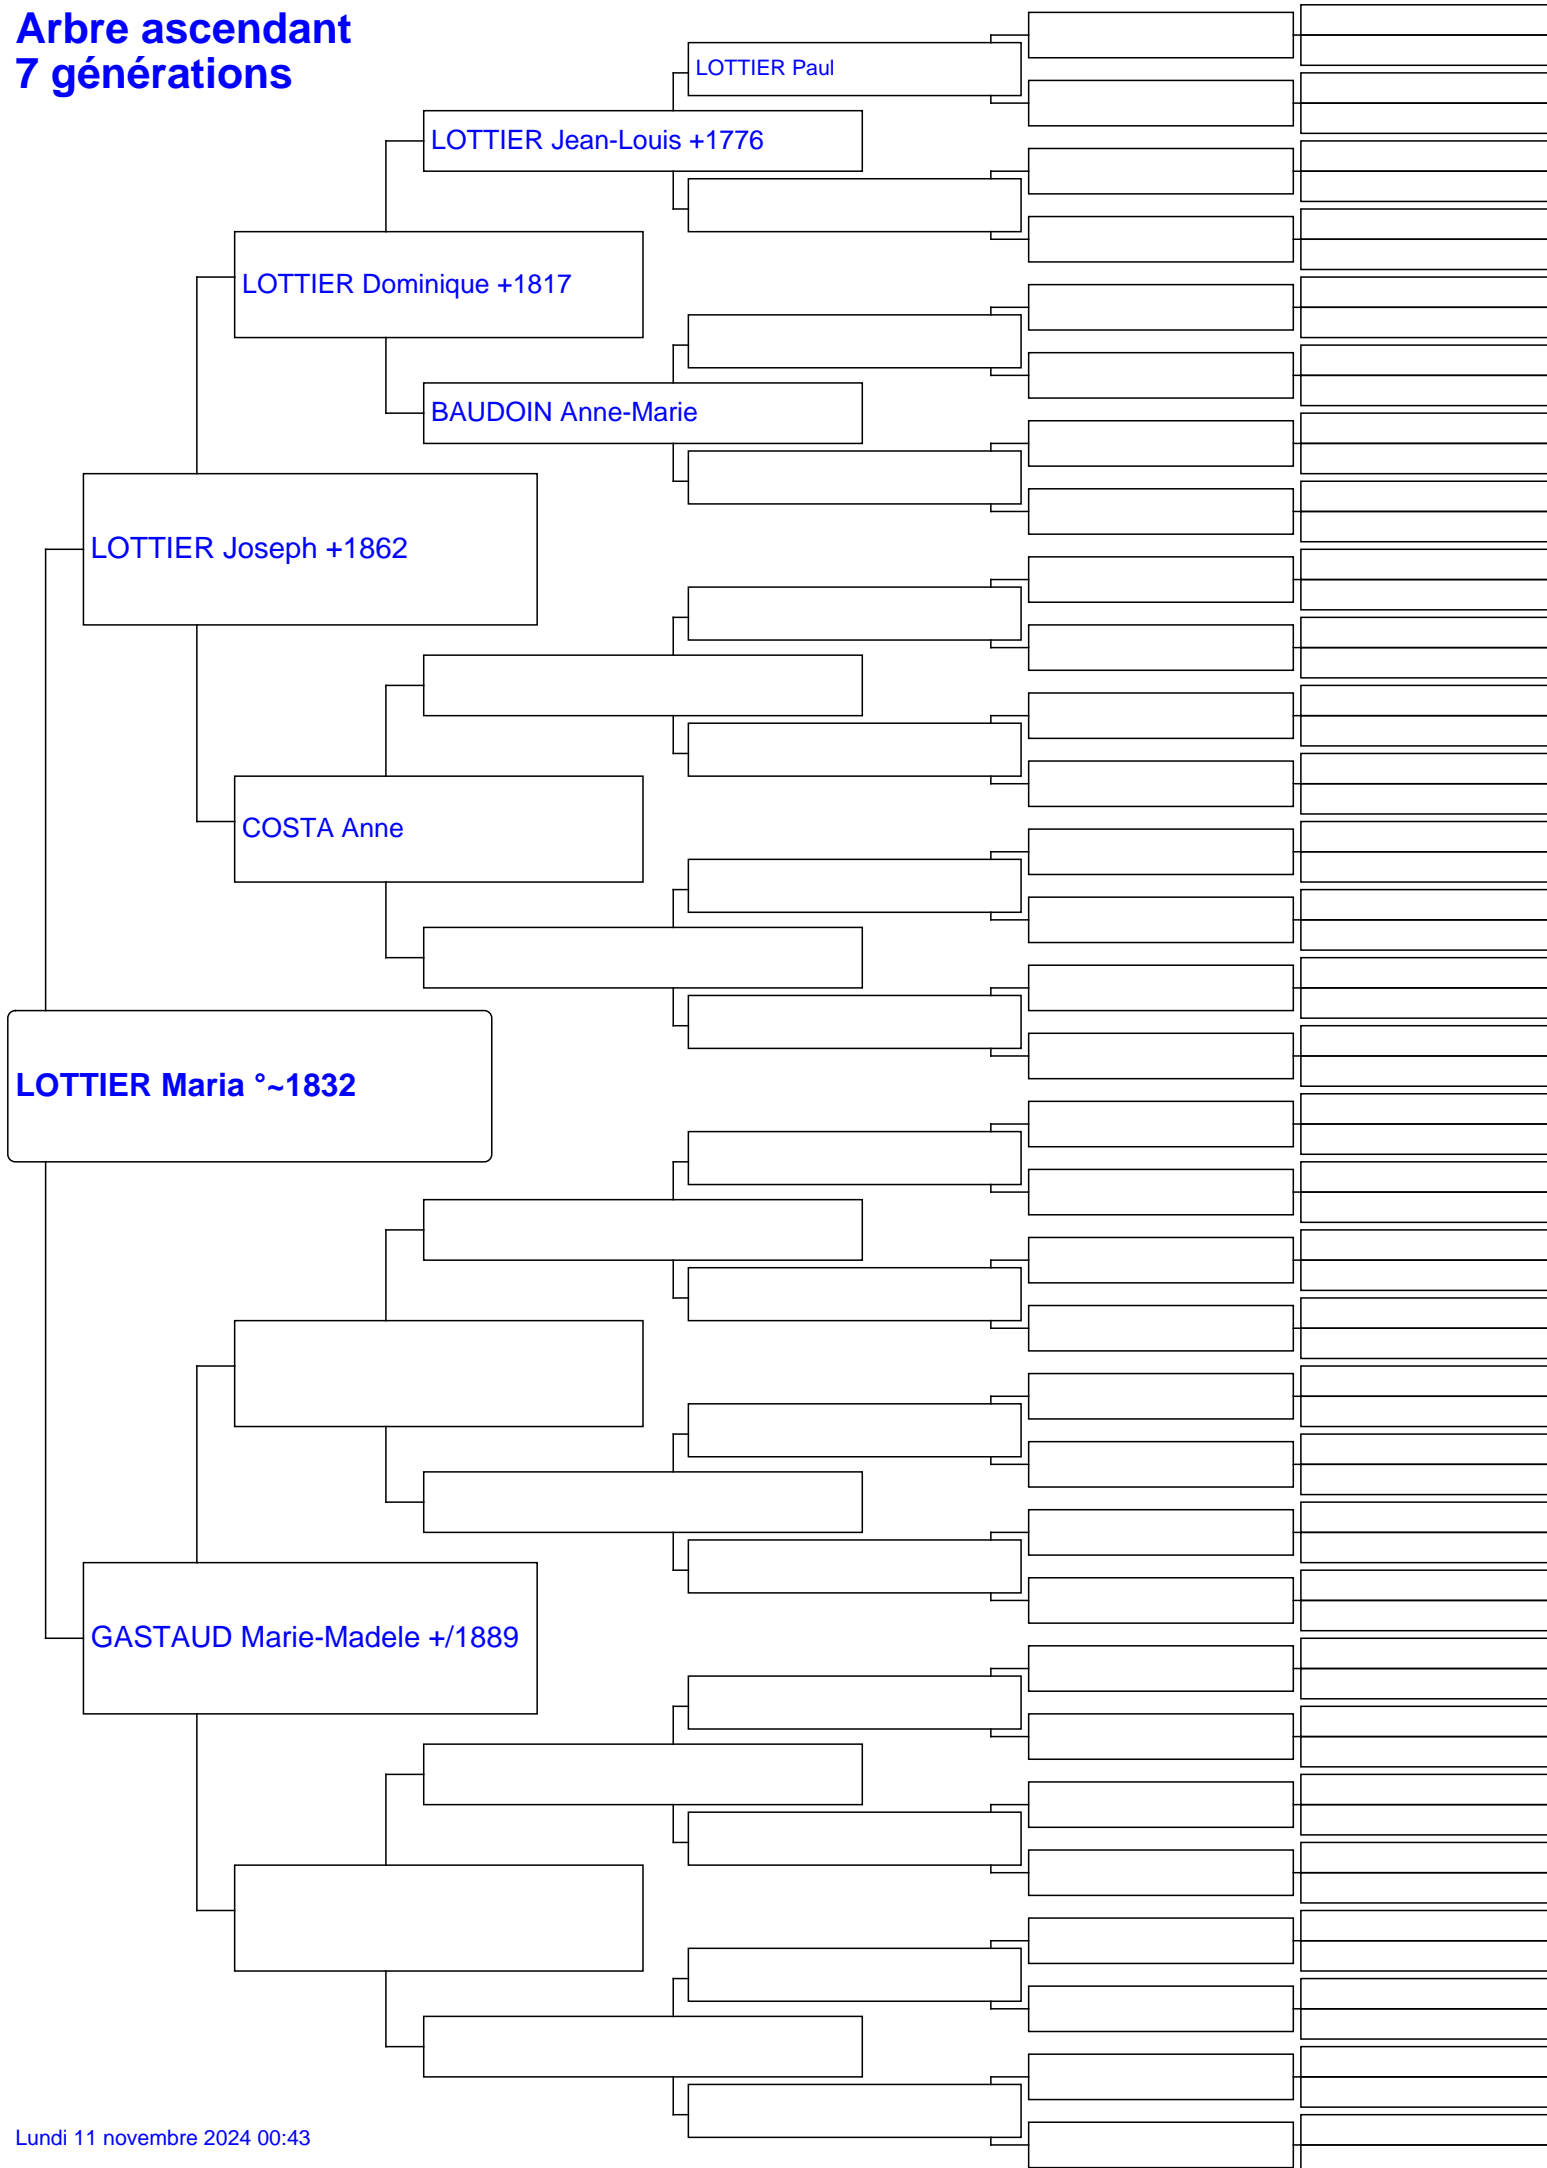 Arbre ascendant
7 générations
LOTTIER Paul
LOTTIER Jean-Louis +1776
LOTTIER Dominique +1817
BAUDOIN Anne-Marie
LOTTIER Joseph +1862
COSTA Anne
LOTTIER Maria °~1832
GASTAUD Marie-Madele +/1889
Lundi 11 novembre 2024 00:43